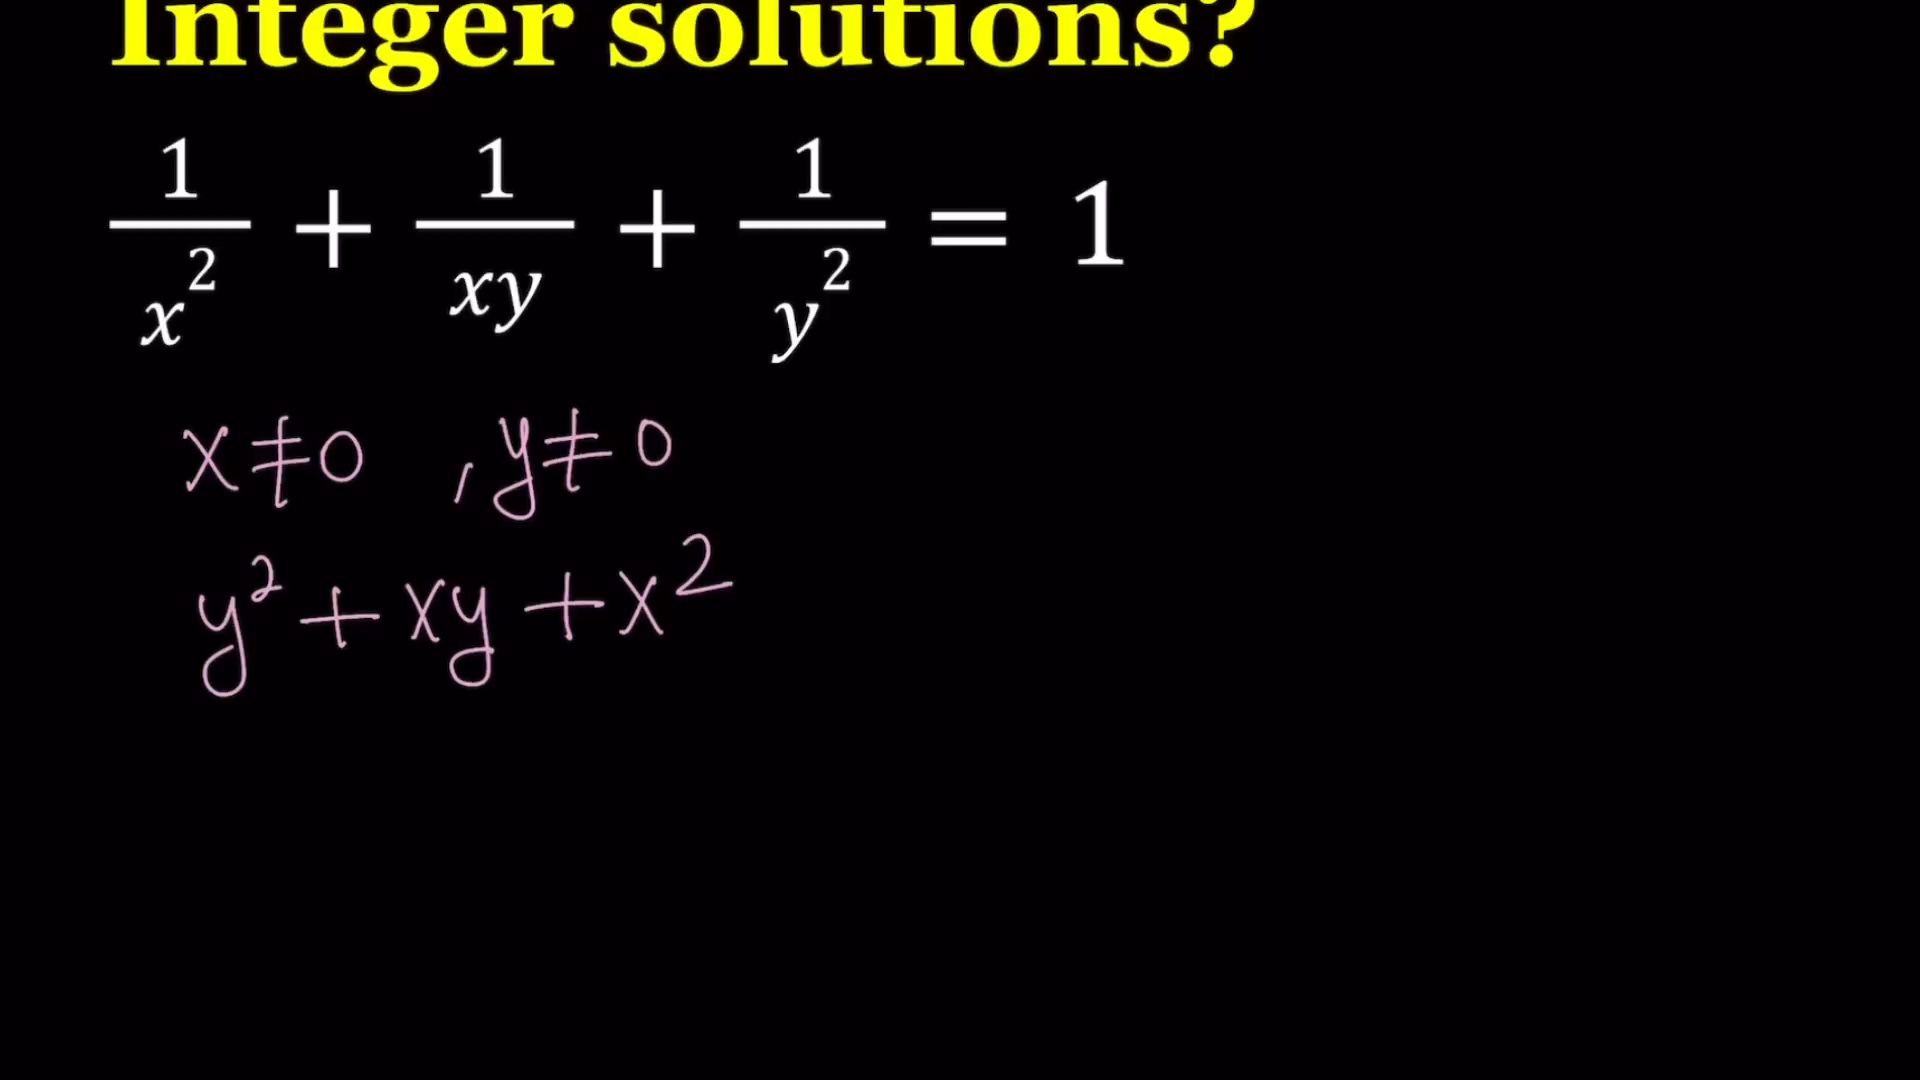 Integer solutions?
1/x² + 1/xy + 1/y² = 1
x≠0 , y≠0
y² + xy + x²